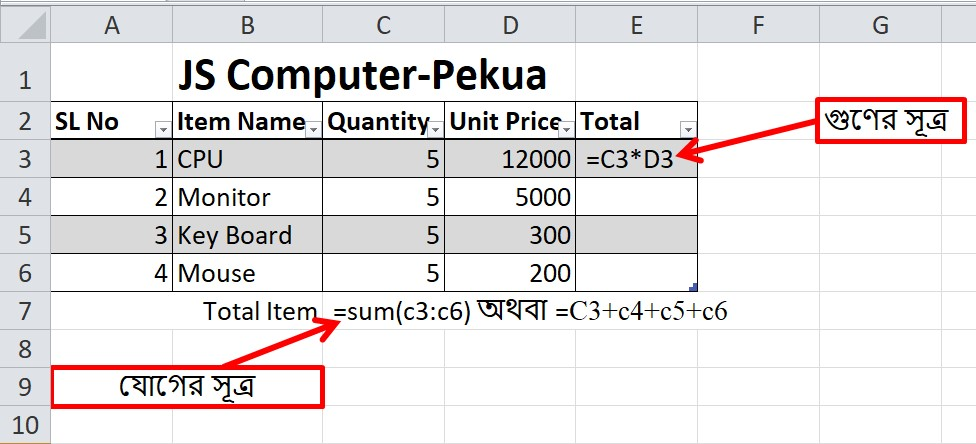 A B C D E F G
1 JS Computer-Pekua
2 SL No Item Name Quantity Unit Price Total গুণের সূত্র
3 1 CPU 5 12000 =C3*D3
4 2 Monitor 5 5000
5 3 Key Board 5 300
6 4 Mouse 5 200
7 Total Item =sum(c3:c6) অথবা =C3+c4+c5+c6
8
9 যোগের সূত্র
10